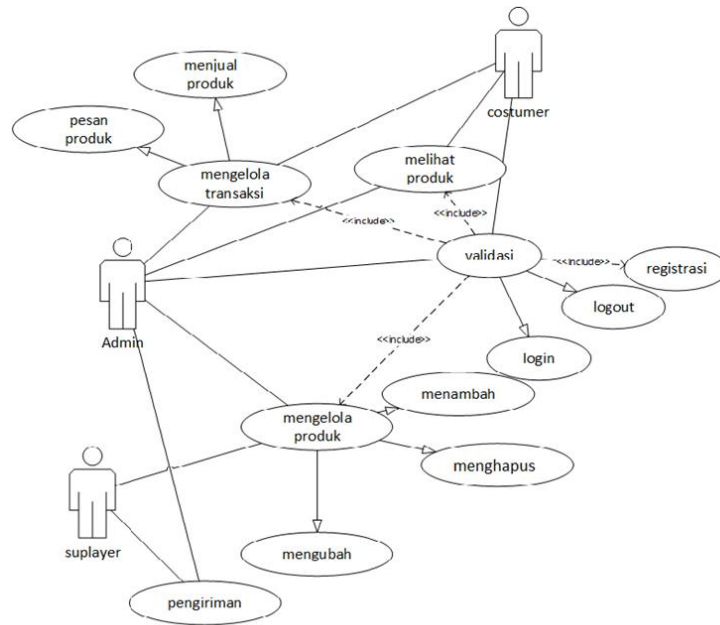 menjual
produk
costumer
pesan
produk
mengelola
transaksi
melihat
produk
<<include>>
<<include>>
validasi
<<include>>
registrasi
logout
Admin
<<include>>
login
menambah
mengelola
produk
menghapus
suplayer
mengubah
pengiriman